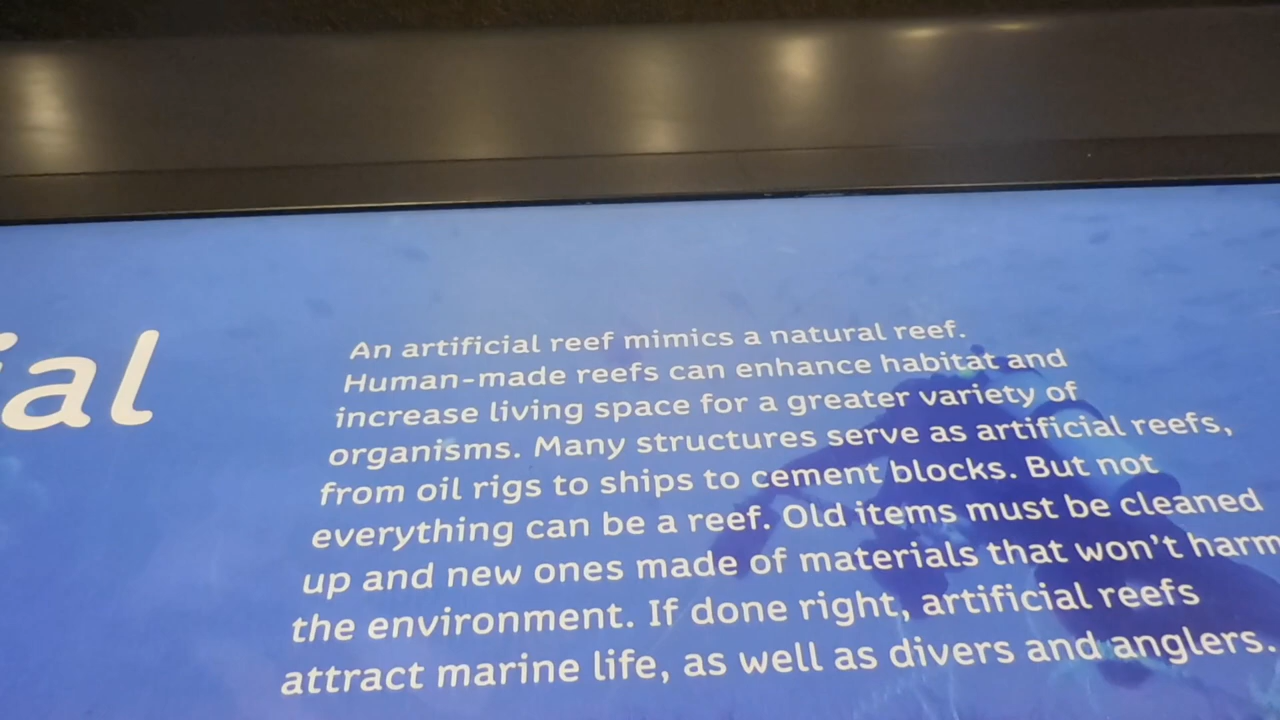 ial
An artificial reef mimics a natural reef.
Human-made reefs can enhance habitat and
increase living space for a greater variety of
organisms. Many structures serve as artificial reefs,
from oil rigs to ships to cement blocks. But not
everything can be a reef. Old items must be cleaned
up and new ones made of materials that won't harm
the environment. If done right, artificial reefs
attract marine life, as well as divers and anglers.